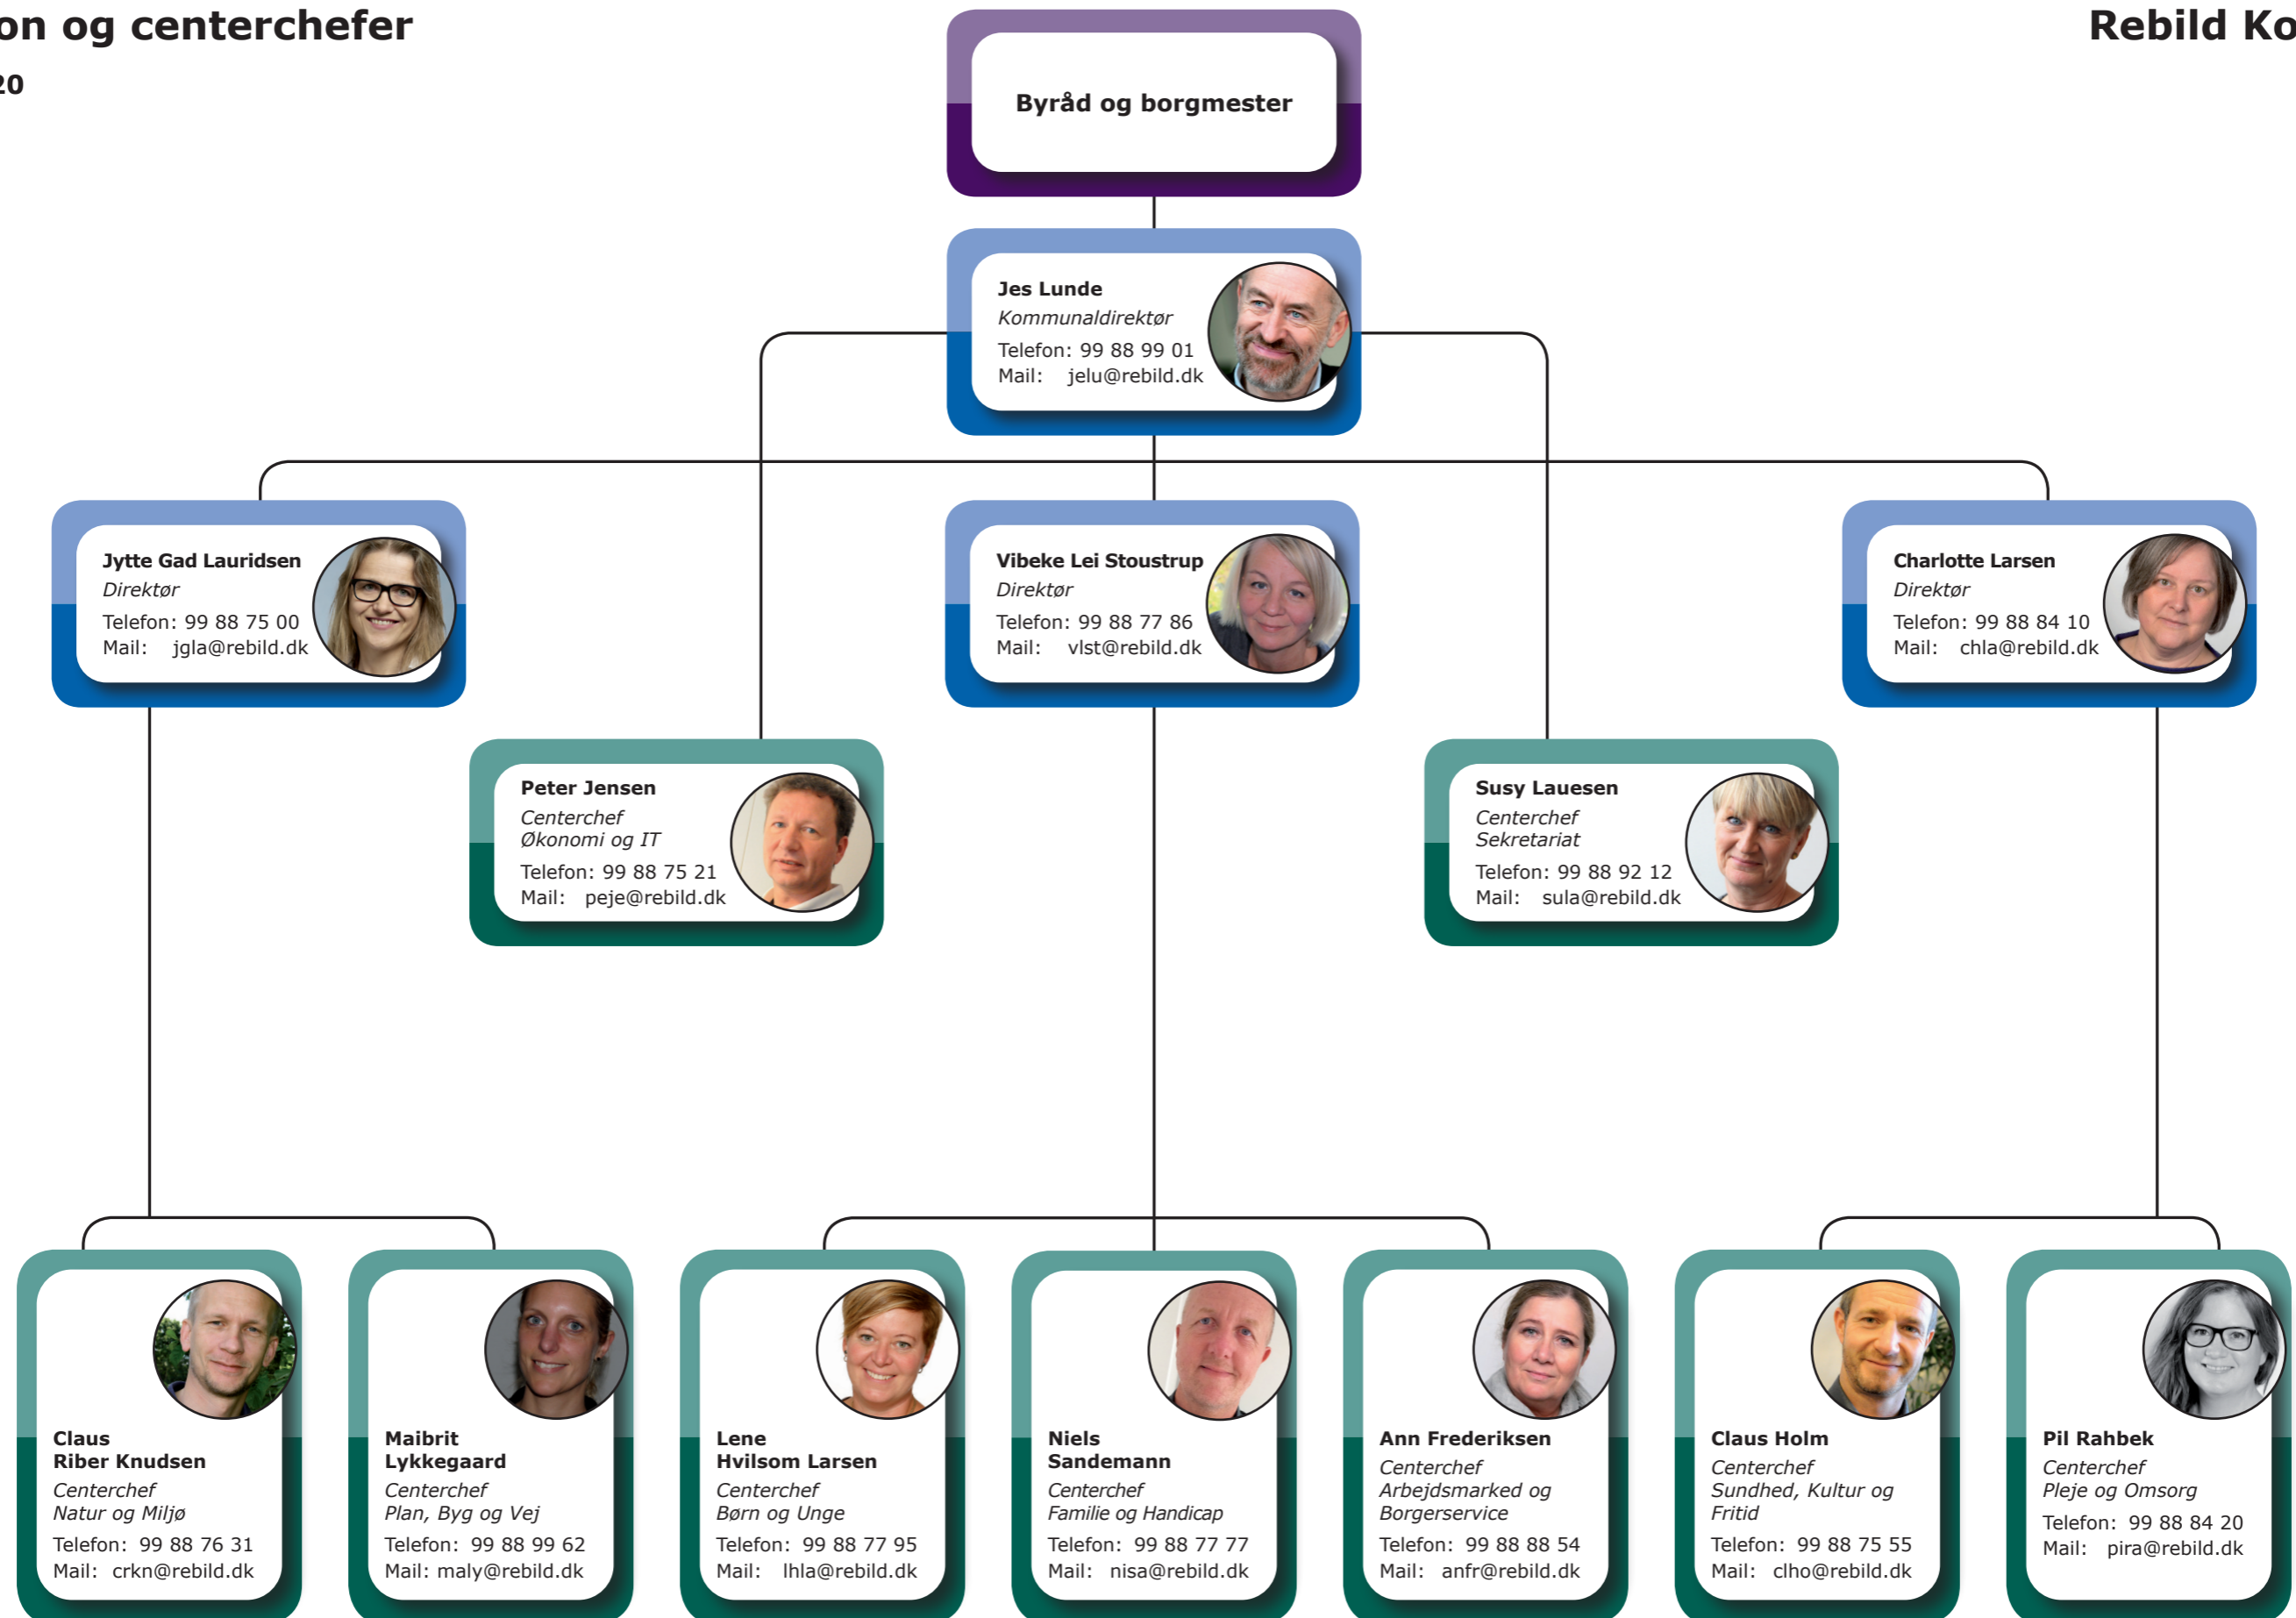 on og centerchefer
Rebild Ko
20
Byråd og borgmester
Jes Lunde
Kommunaldirektør
Telefon: 99 88 99 01
Mail: jelu@rebild.dk
Jytte Gad Lauridsen
Direktør
Telefon: 99 88 75 00
Mail: jgla@rebild.dk
Vibeke Lei Stoustrup
Direktør
Telefon: 99 88 77 86
Mail: vlst@rebild.dk
Charlotte Larsen
Direktør
Telefon: 99 88 84 10
Mail: chla@rebild.dk
Peter Jensen
Centerchef
Økonomi og IT
Telefon: 99 88 75 21
Mail: peje@rebild.dk
Susy Lauesen
Centerchef
Sekretariat
Telefon: 99 88 92 12
Mail: sula@rebild.dk
Claus
Riber Knudsen
Centerchef
Natur og Miljø
Telefon: 99 88 76 31
Mail: crkn@rebild.dk
Maibrit
Lykkegaard
Centerchef
Plan, Byg og Vej
Telefon: 99 88 99 62
Mail: maly@rebild.dk
Lene
Hvilsom Larsen
Centerchef
Børn og Unge
Telefon: 99 88 77 95
Mail: lhla@rebild.dk
Niels
Sandemann
Centerchef
Familie og Handicap
Telefon: 99 88 77 77
Mail: nisa@rebild.dk
Ann Frederiksen
Centerchef
Arbejdsmarked og
Borgerservice
Telefon: 99 88 88 54
Mail: anfr@rebild.dk
Claus Holm
Centerchef
Sundhed, Kultur og
Fritid
Telefon: 99 88 75 55
Mail: clho@rebild.dk
Pil Rahbek
Centerchef
Pleje og Omsorg
Telefon: 99 88 84 20
Mail: pira@rebild.dk